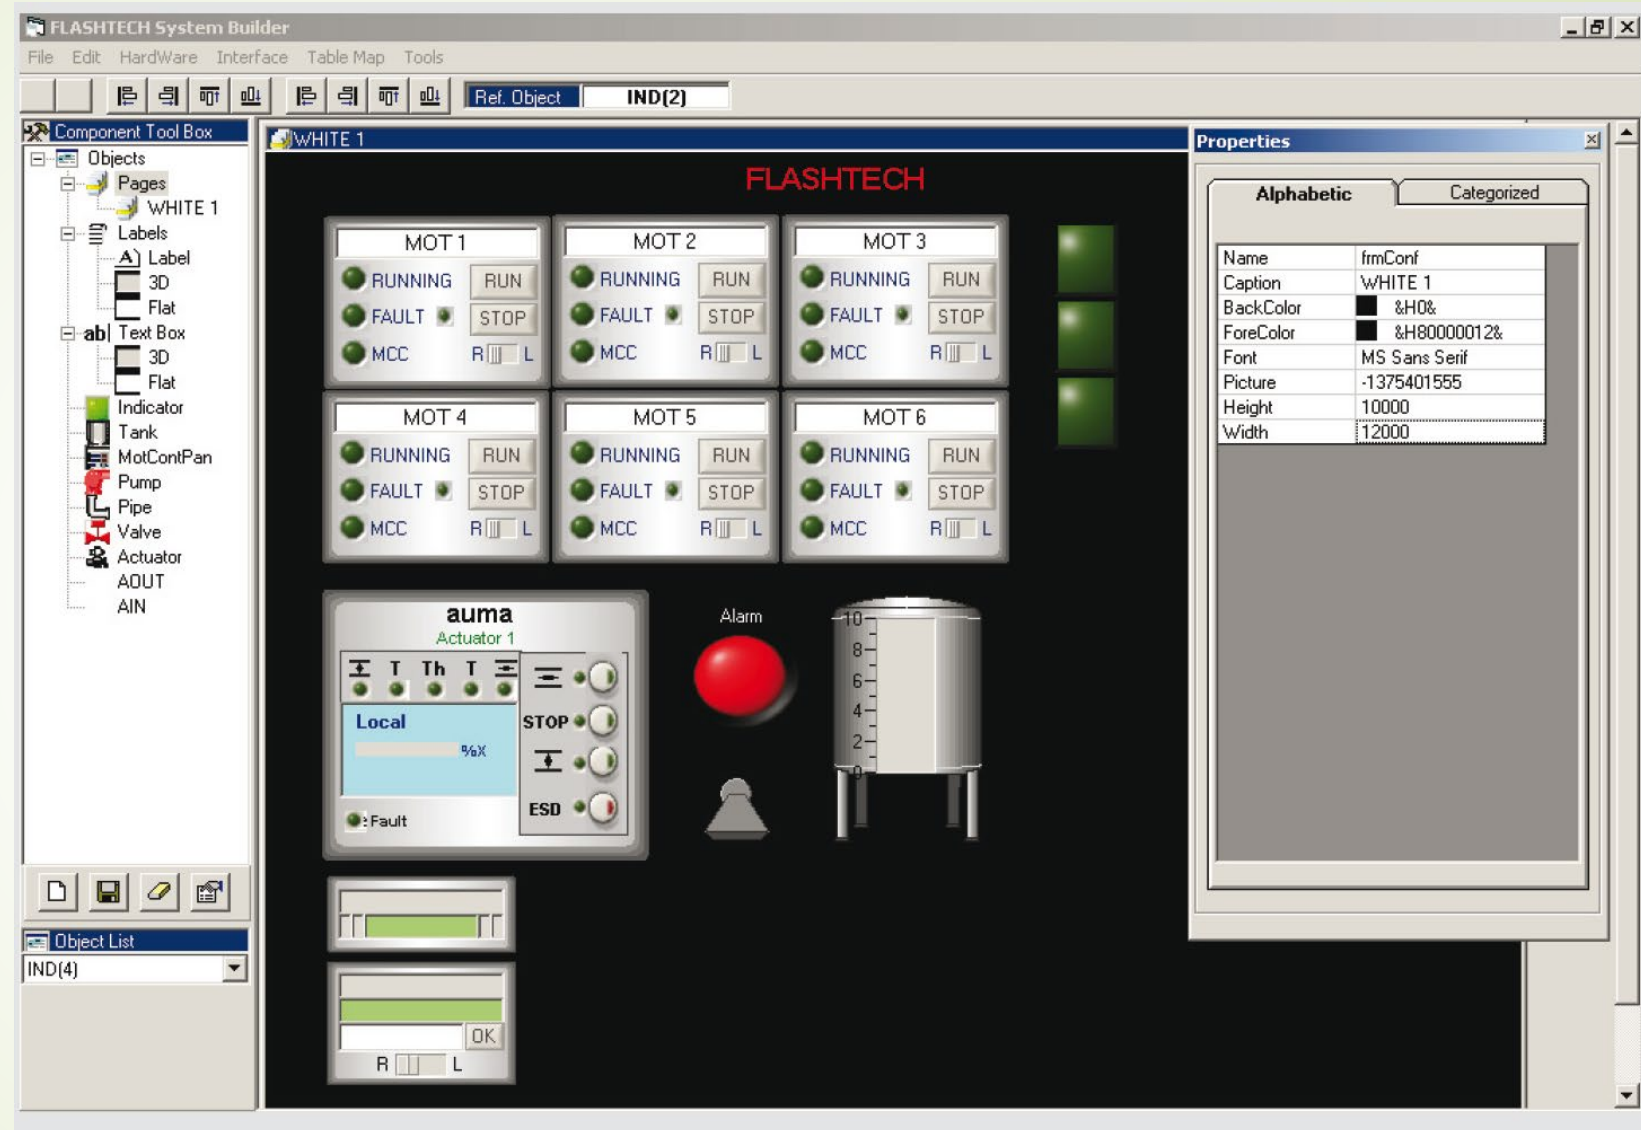 FLASHTECH System Builder
File Edit HardWare Interface Table Map Tools
Ref. Object IND(2)
Component Tool Box
Objects
Pages
WHITE 1
Labels
A) Label
3D
Flat
ab| Text Box
3D
Flat
Indicator
Tank
MotContPan
Pump
Pipe
Valve
Actuator
AOUT
AIN
Object List
IND(4)
WHITE 1
FLASHTECH
MOT 1
RUNNING RUN
FAULT STOP
MCC R L
MOT 2
RUNNING RUN
FAULT STOP
MCC R L
MOT 3
RUNNING RUN
FAULT STOP
MCC R L
MOT 4
RUNNING RUN
FAULT STOP
MCC R L
MOT 5
RUNNING RUN
FAULT STOP
MCC R L
MOT 6
RUNNING RUN
FAULT STOP
MCC R L
auma
Actuator 1
T Th T
Local
%X
STOP
ESD
: Fault
Alarm
10
8
6
4
2
0
OK
R L
Properties
Alphabetic Categorized
Name frmConf
Caption WHITE 1
BackColor &H0&
ForeColor &H80000012&
Font MS Sans Serif
Picture -1375401555
Height 10000
Width 12000